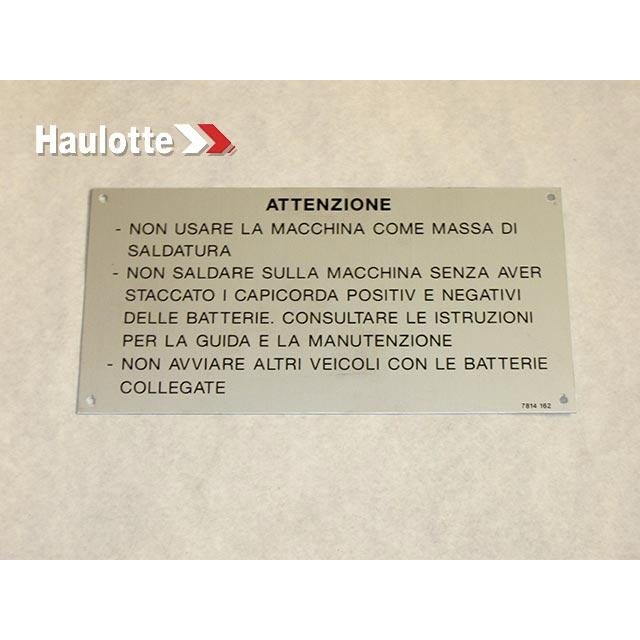 Haulotte
ATTENZIONE
- NON USARE LA MACCHINA COME MASSA DI
SALDATURA
- NON SALDARE SULLA MACCHINA SENZA AVER
STACCATO I CAPICORDA POSITIV E NEGATIVI
DELLE BATTERIE. CONSULTARE LE ISTRUZIONI
PER LA GUIDA E LA MANUTENZIONE
- NON AVVIARE ALTRI VEICOLI CON LE BATTERIE
COLLEGATE
7814 162